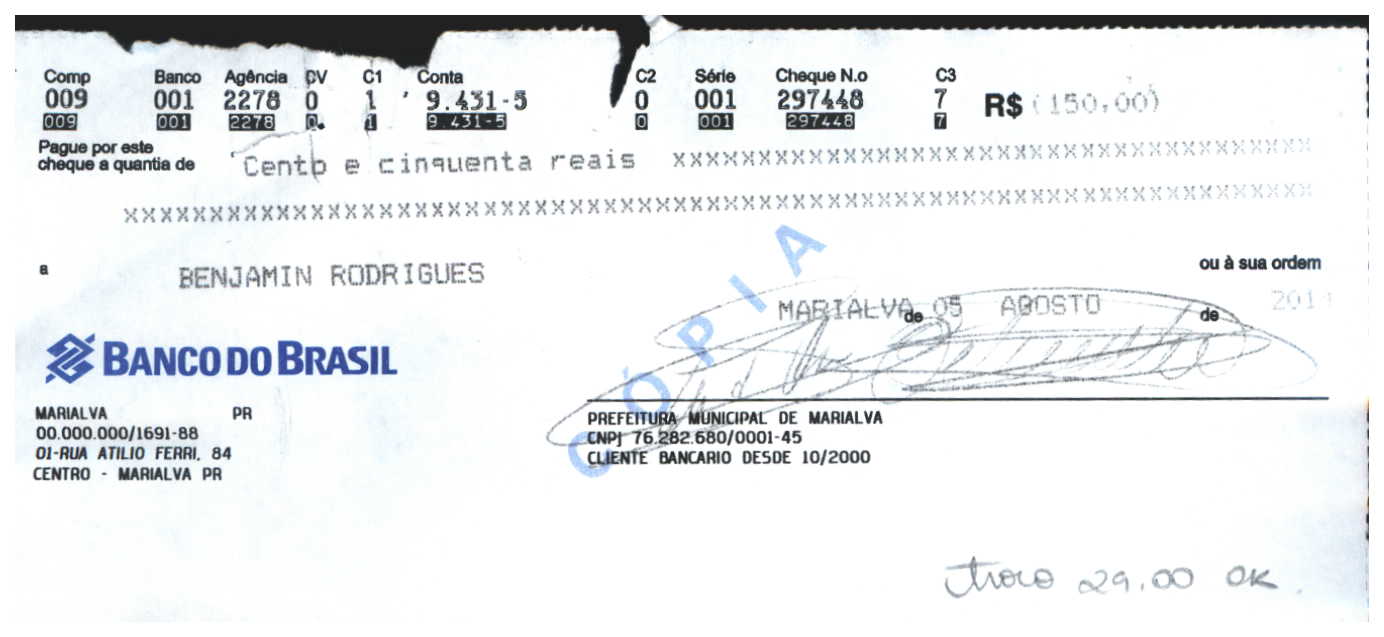 Comp Banco Agência CV C1 Conta C2 Série Cheque N.o C3
009 001 2278 0 1 9.431-5 0 001 297448 7 R$ (150,00)
009 001 2278 0 1 9.431-5 0 001 297448 7
Pague por este
cheque a quantia de Cento e cinquenta reais XXXXXXXXXXXXXXXXXXXXXXXXXXXXXXXXXXXXX
XXXXXXXXXXXXXXXXXXXXXXXXXXXXXXXXXXXXXXXXXXXXXXXXXXXXXXXXXXXXXXXXXXXX
a BENJAMIN RODRIGUES ou à sua ordem
MARIALVA de 05 AGOSTO de
CÓPIA
BANCO DO BRASIL
MARIALVA PR
00.000.000/1691-88
01-RUA ATILIO FERRI, 84
CENTRO - MARIALVA PR
PREFEITURA MUNICIPAL DE MARIALVA
CNPJ 76.282.680/0001-45
CLIENTE BANCARIO DESDE 10/2000
troco 29,00 OK